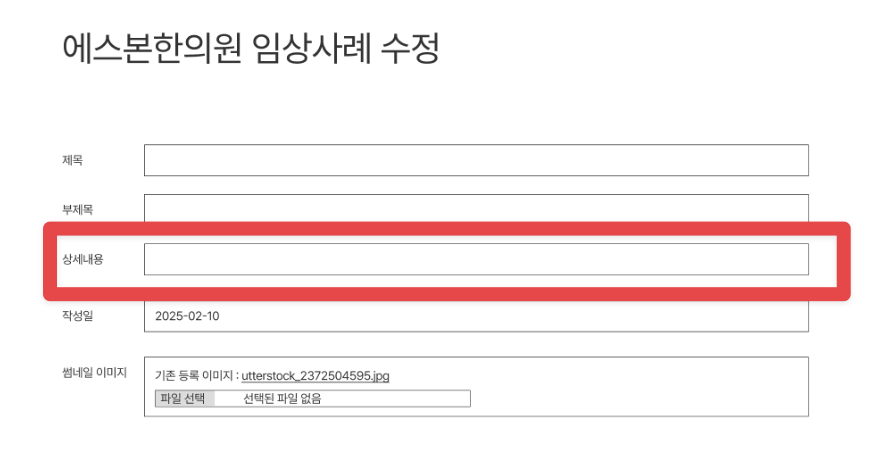 에스본한의원 임상사례 수정
제목
부제목
상세내용
작성일 2025-02-10
썸네일 이미지 기존 등록 이미지 : utterstock_2372504595.jpg
파일 선택 선택된 파일 없음